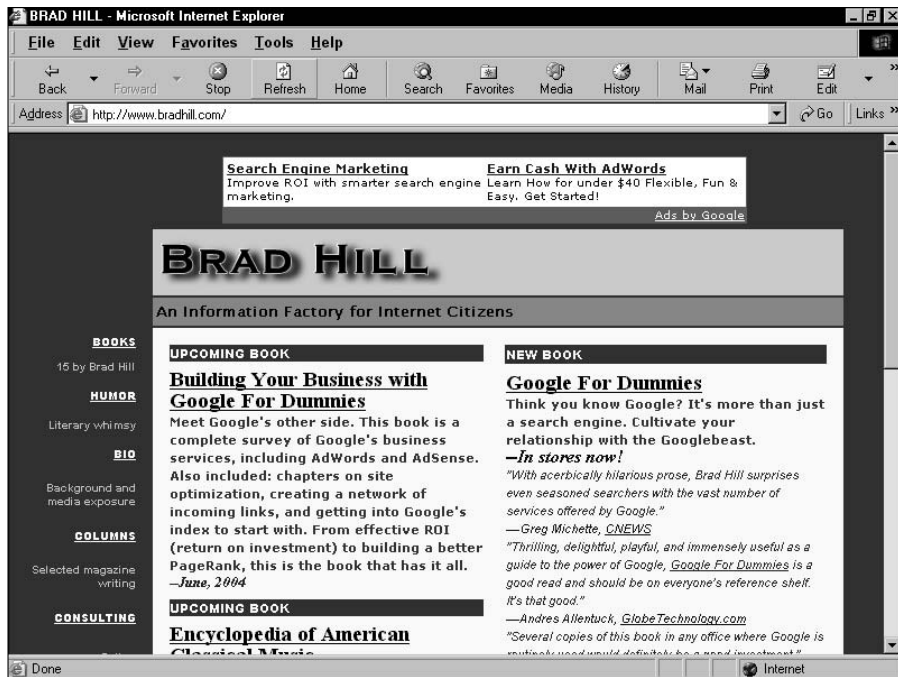 BRAD HILL - Microsoft Internet Explorer
File Edit View Favorites Tools Help
Back Forward Stop Refresh Home Search Favorites Media History Mail Print Edit
Address http://www.bradhill.com/ Go Links
Search Engine Marketing
Improve ROI with smarter search engine
marketing.
Earn Cash With AdWords
Learn How for under $40 Flexible, Fun &
Easy. Get Started!
Ads by Google
BRAD HILL
An Information Factory for Internet Citizens
BOOKS
15 by Brad Hill
HUMOR
Literary whimsy
BIO
Background and
media exposure
COLUMNS
Selected magazine
writing
CONSULTING
UPCOMING BOOK
Building Your Business with
Google For Dummies
Meet Google's other side. This book is a
complete survey of Google's business
services, including AdWords and AdSense.
Also included: chapters on site
optimization, creating a network of
incoming links, and getting into Google's
index to start with. From effective ROI
(return on investment) to building a better
PageRank, this is the book that has it all.
--June, 2004
UPCOMING BOOK
Encyclopedia of American
Classical Music
NEW BOOK
Google For Dummies
Think you know Google? It's more than just
a search engine. Cultivate your
relationship with the Googlebeast.
--In stores now!
"With acerbically hilarious prose, Brad Hill surprises
even seasoned searchers with the vast number of
services offered by Google."
—Greg Michette, CNEWS
"Thrilling, delightful, playful, and immensely useful as a
guide to the power of Google, Google For Dummies is a
good read and should be on everyone's reference shelf.
It's that good."
—Andres Allentuck, GlobeTechnology.com
"Several copies of this book in any office where Google is
routinely used would definitely be a good investment."
Done Internet